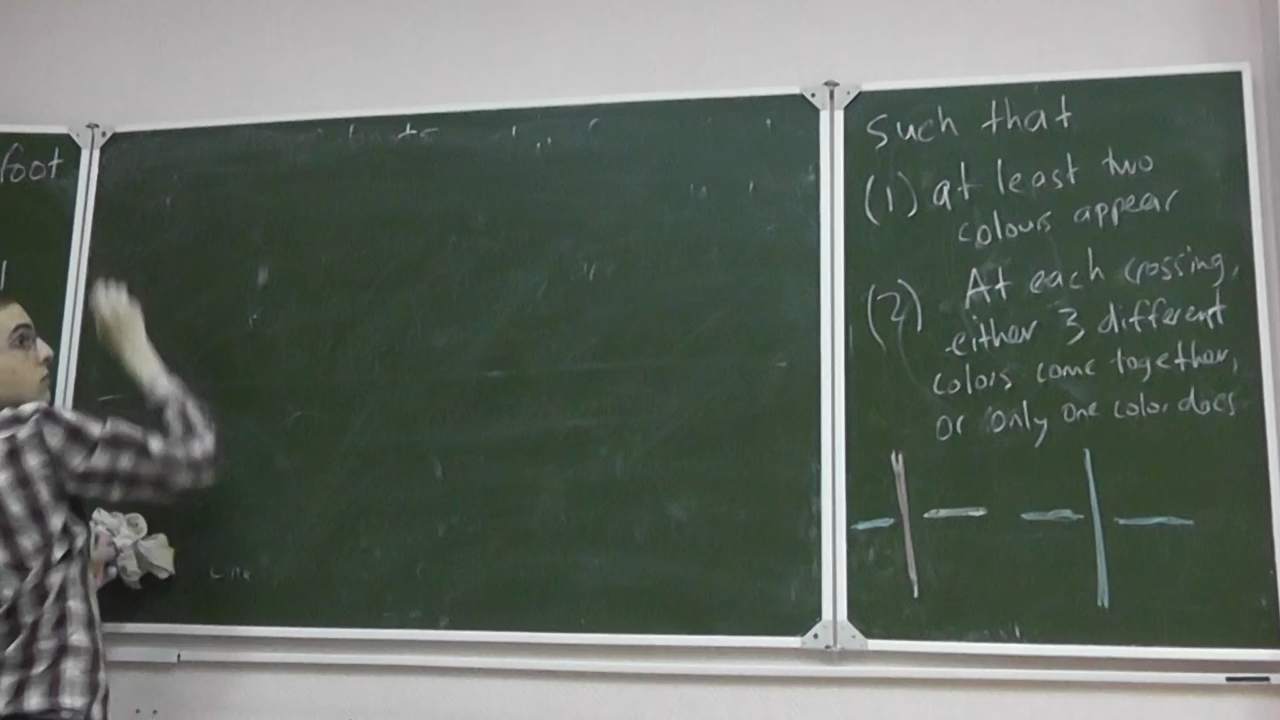 foot
such that
(1) at least two
colours appear
(2) At each crossing,
either 3 different
colors come together,
or only one color does